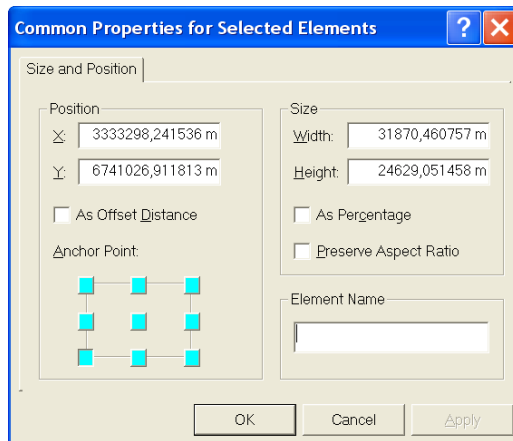 Common Properties for Selected Elements
Size and Position
Position
X: 3333298,241536 m
Y: 6741026,911813 m
As Offset Distance
Anchor Point:
Size
Width: 31870,460757 m
Height: 24629,051458 m
As Percentage
Preserve Aspect Ratio
Element Name
OK Cancel Apply